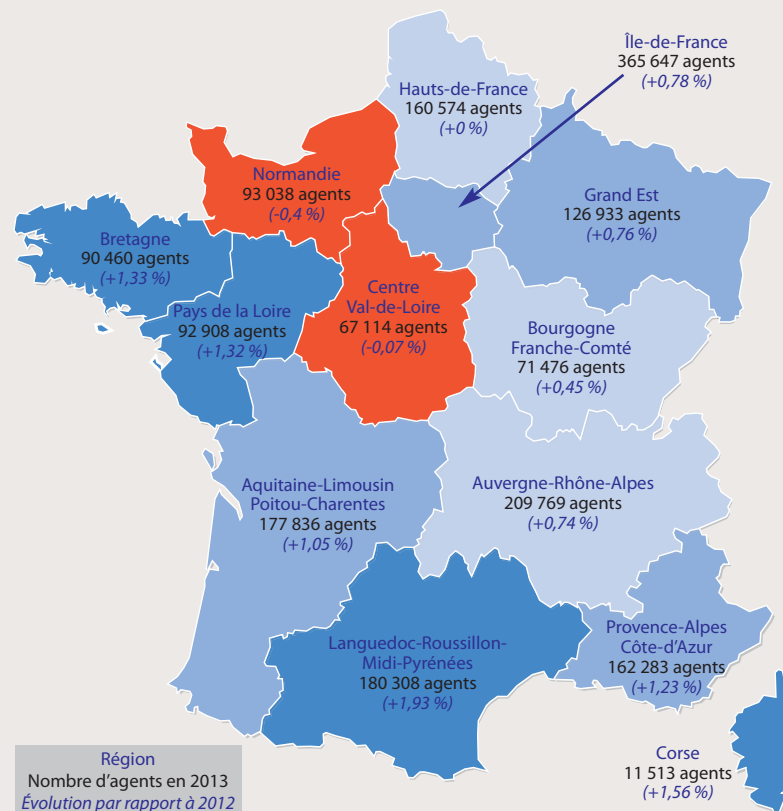 Île-de-France
365 647 agents
(+0,78 %)
Hauts-de-France
160 574 agents
(+0 %)
Normandie
93 038 agents
(-0,4 %)
Grand Est
126 933 agents
(+0,76 %)
Bretagne
90 460 agents
(+1,33 %)
Pays de la Loire
92 908 agents
(+1,32 %)
Centre
Val-de-Loire
67 114 agents
(-0,07 %)
Bourgogne
Franche-Comté
71 476 agents
(+0,45 %)
Aquitaine-Limousin
Poitou-Charentes
177 836 agents
(+1,05 %)
Auvergne-Rhône-Alpes
209 769 agents
(+0,74 %)
Languedoc-Roussillon-
Midi-Pyrénées
180 308 agents
(+1,93 %)
Provence-Alpes
Côte-d'Azur
162 283 agents
(+1,23 %)
Corse
11 513 agents
(+1,56 %)
Région
Nombre d'agents en 2013
Évolution par rapport à 2012